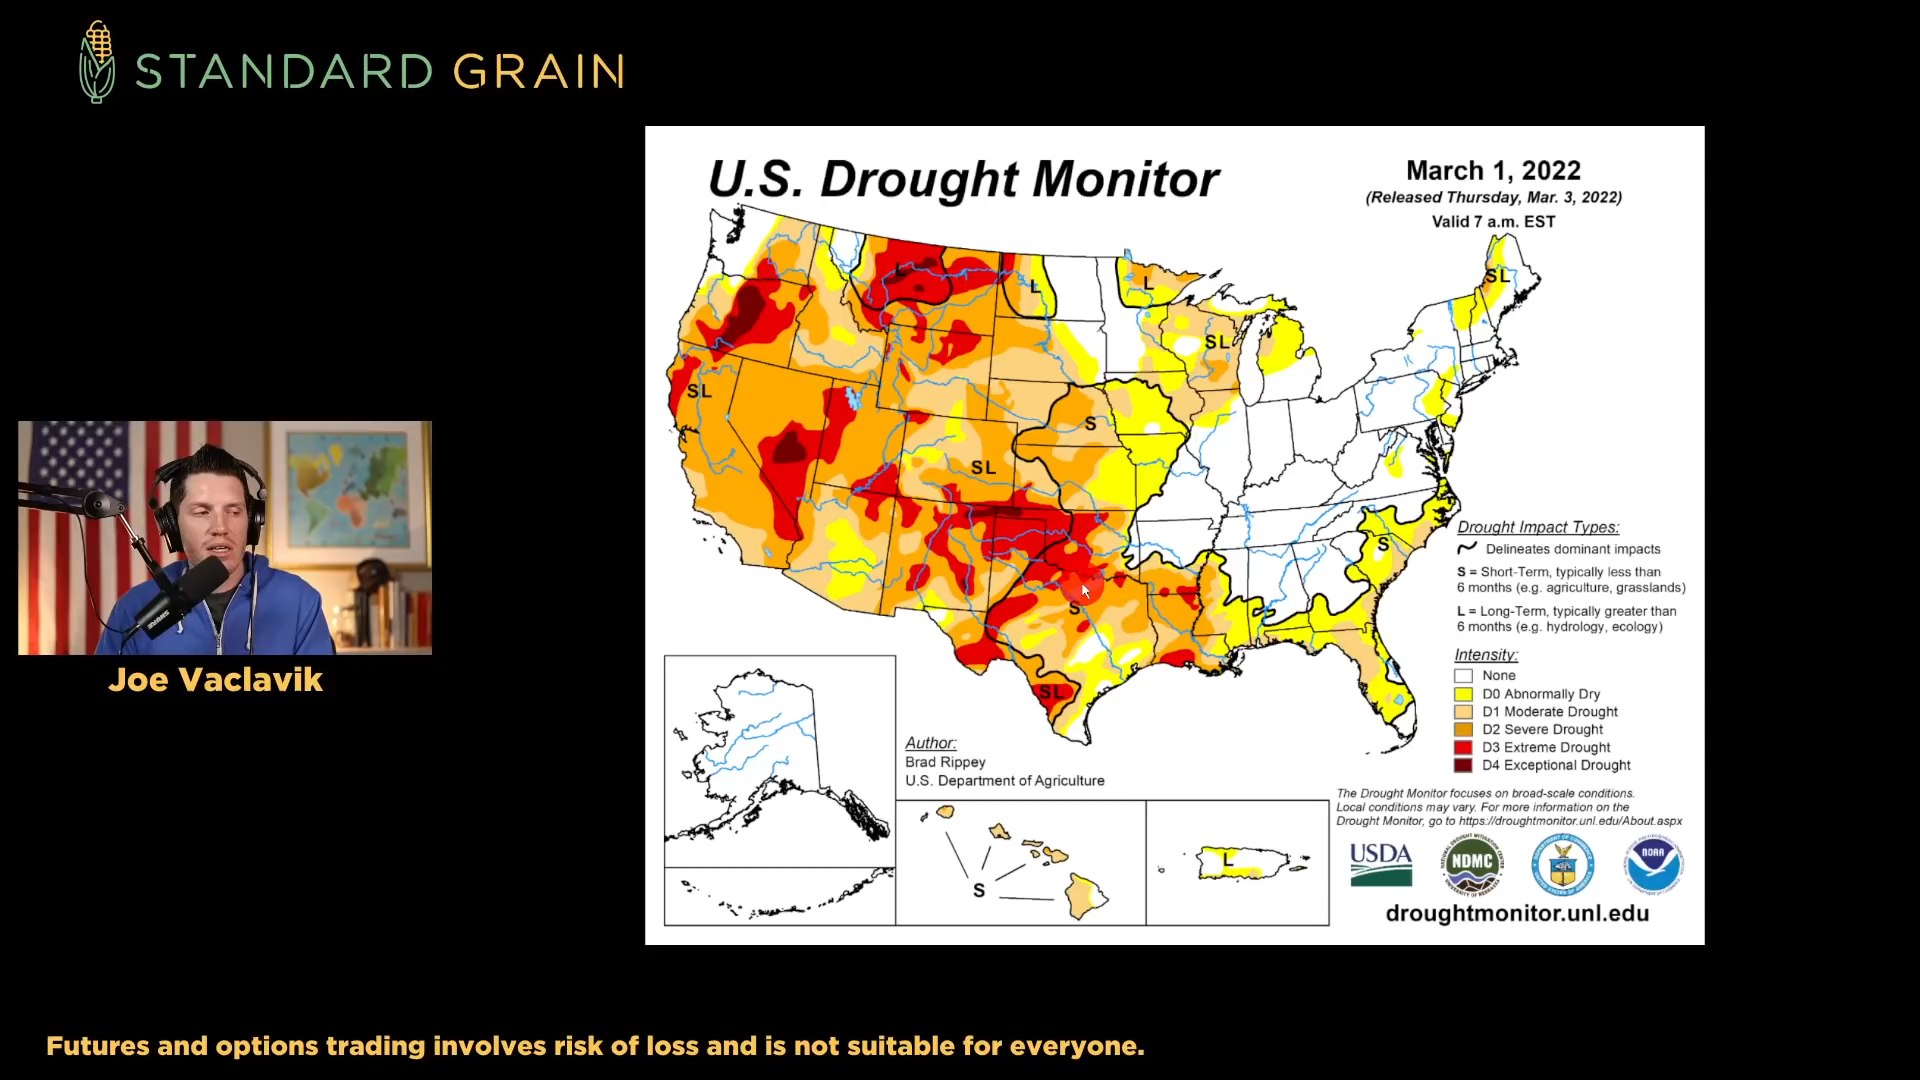 STANDARD GRAIN
U.S. Drought Monitor
March 1, 2022
(Released Thursday, Mar. 3, 2022)
Valid 7 a.m. EST
L
L
L
SL
SL
SL
S
SL
S
S
SL
Drought Impact Types:
Delineates dominant impacts
S = Short-Term, typically less than
6 months (e.g. agriculture, grasslands)
L = Long-Term, typically greater than
6 months (e.g. hydrology, ecology)
Intensity:
None
D0 Abnormally Dry
D1 Moderate Drought
D2 Severe Drought
D3 Extreme Drought
D4 Exceptional Drought
Joe Vaclavik
Author:
Brad Rippey
U.S. Department of Agriculture
S
L
The Drought Monitor focuses on broad-scale conditions.
Local conditions may vary. For more information on the
Drought Monitor, go to https://droughtmonitor.unl.edu/About.aspx
USDA
NDMC
NOAA
droughtmonitor.unl.edu
Futures and options trading involves risk of loss and is not suitable for everyone.